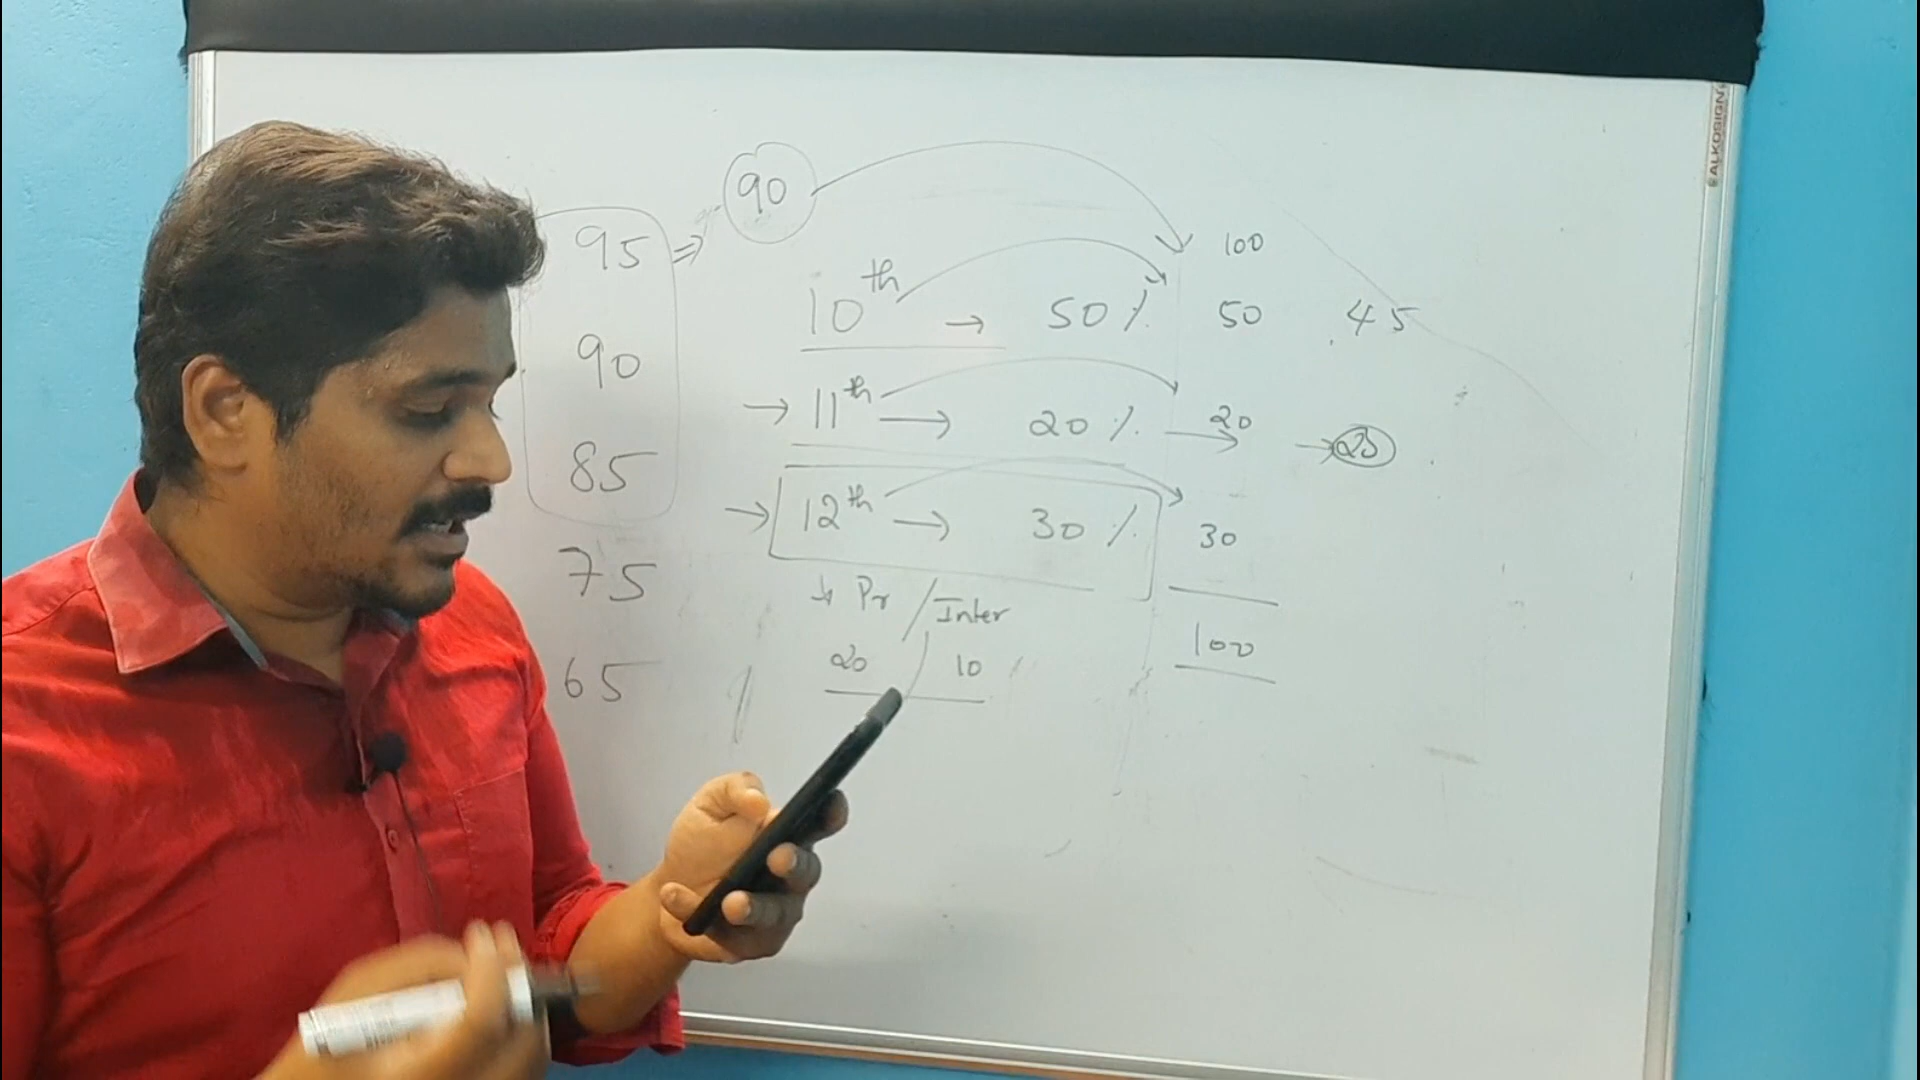 90
95 ⇒
100
10th → 50 % 50 45
90
→ 11th → 20 % → 20 →
85
→ 12th → 30 % 30
75
↓ Pr / Inter
100
20 10
65
ALKOSIGN